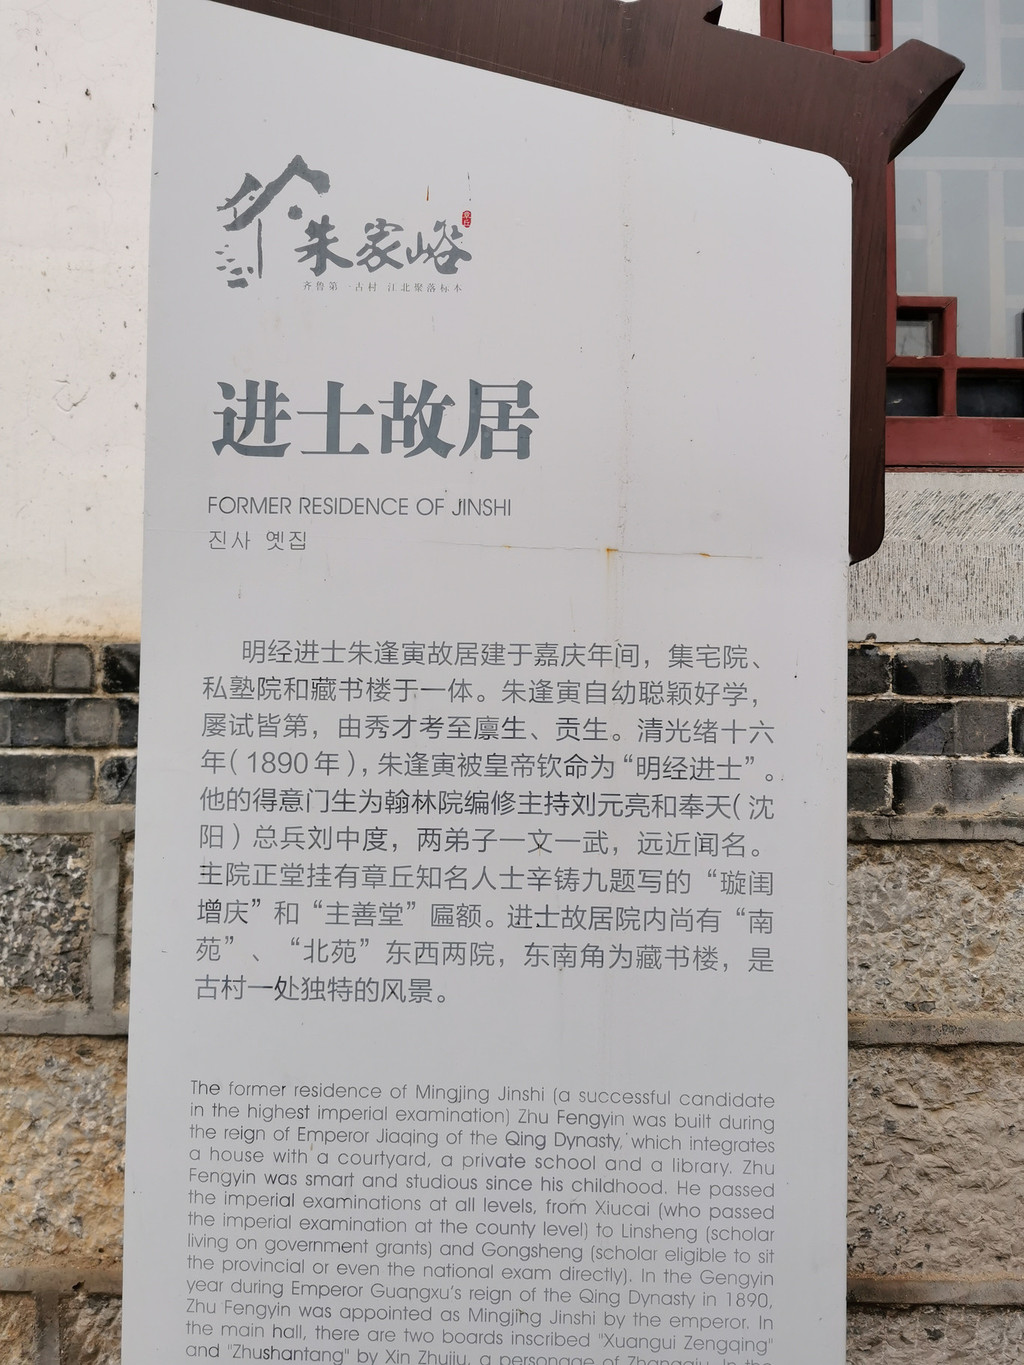 朱家峪
章丘
齐鲁第一古村 江北聚落标本
进士故居
FORMER RESIDENCE OF JINSHI
진사 옛집
明经进士朱逢寅故居建于嘉庆年间，集宅院、
私塾院和藏书楼于一体。朱逢寅自幼聪颖好学，
屡试皆第，由秀才考至廪生、贡生。清光绪十六
年（1890年），朱逢寅被皇帝钦命为“明经进士”。
他的得意门生为翰林院编修主持刘元亮和奉天（沈
阳）总兵刘中度，两弟子一文一武，远近闻名。
主院正堂挂有章丘知名人士辛铸九题写的“璇闺
增庆”和“主善堂”匾额。进士故居院内尚有“南
苑”、“北苑”东西两院，东南角为藏书楼，是
古村一处独特的风景。
The former residence of Mingjing Jinshi (a successful candidate
in the highest imperial examination) Zhu Fengyin was built during
the reign of Emperor Jiaqing of the Qing Dynasty, which integrates
a house with a courtyard, a private school and a library. Zhu
Fengyin was smart and studious since his childhood. He passed
the imperial examinations at all levels, from Xiucai (who passed
the imperial examination at the county level) to Linsheng (scholar
living on government grants) and Gongsheng (scholar eligible to sit
the provincial or even the national exam directly). In the Gengyin
year during Emperor Guangxu's reign of the Qing Dynasty in 1890,
Zhu Fengyin was appointed as Mingjing Jinshi by the emperor. In
the main hall, there are two boards inscribed "Xuangui Zengqing"
and "Zhushantang" by Xin Zhujiu, a personage of Zhangqiu. In the